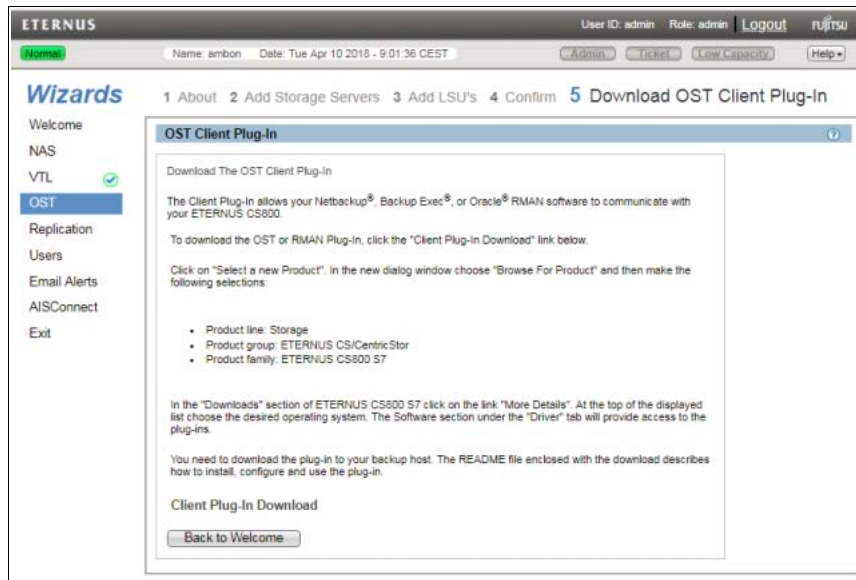 ETERNUS
User ID: admin Role: admin Logout FUJITSU
Normal Name: ambon Date: Tue Apr 10 2018 - 9:01:36 CEST Admin Ticket Low Capacity Help
Wizards
1 About 2 Add Storage Servers 3 Add LSU's 4 Confirm 5 Download OST Client Plug-In
Welcome
NAS
VTL
OST
Replication
Users
Email Alerts
AISConnect
Exit
OST Client Plug-In ?
Download The OST Client Plug-In
The Client Plug-In allows your Netbackup®, Backup Exec®, or Oracle® RMAN software to communicate with
your ETERNUS CS800.
To download the OST or RMAN Plug-In, click the "Client Plug-In Download" link below.
Click on "Select a new Product". In the new dialog window choose "Browse For Product" and then make the
following selections:
• Product line: Storage
• Product group: ETERNUS CS/CentricStor
• Product family: ETERNUS CS800 S7
In the "Downloads" section of ETERNUS CS800 S7 click on the link "More Details". At the top of the displayed
list choose the desired operating system. The Software section under the "Driver" tab will provide access to the
plug-ins.
You need to download the plug-in to your backup host. The README file enclosed with the download describes
how to install, configure and use the plug-in.
Client Plug-In Download
Back to Welcome